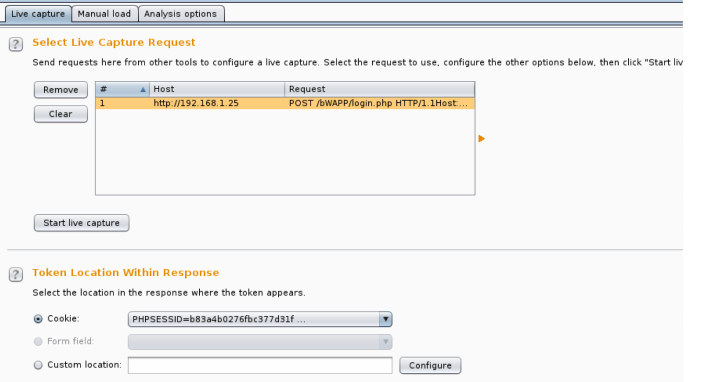 Live capture Manual load Analysis options
? Select Live Capture Request
Send requests here from other tools to configure a live capture. Select the request to use, configure the other options below, then click "Start liv
Remove # Host Request
1 http://192.168.1.25 POST /bWAPP/login.php HTTP/1.1Host:...
Clear
Start live capture
? Token Location Within Response
Select the location in the response where the token appears.
Cookie: PHPSESSID=b83a4b0276fbc377d31f ...
Form field:
Custom location: Configure